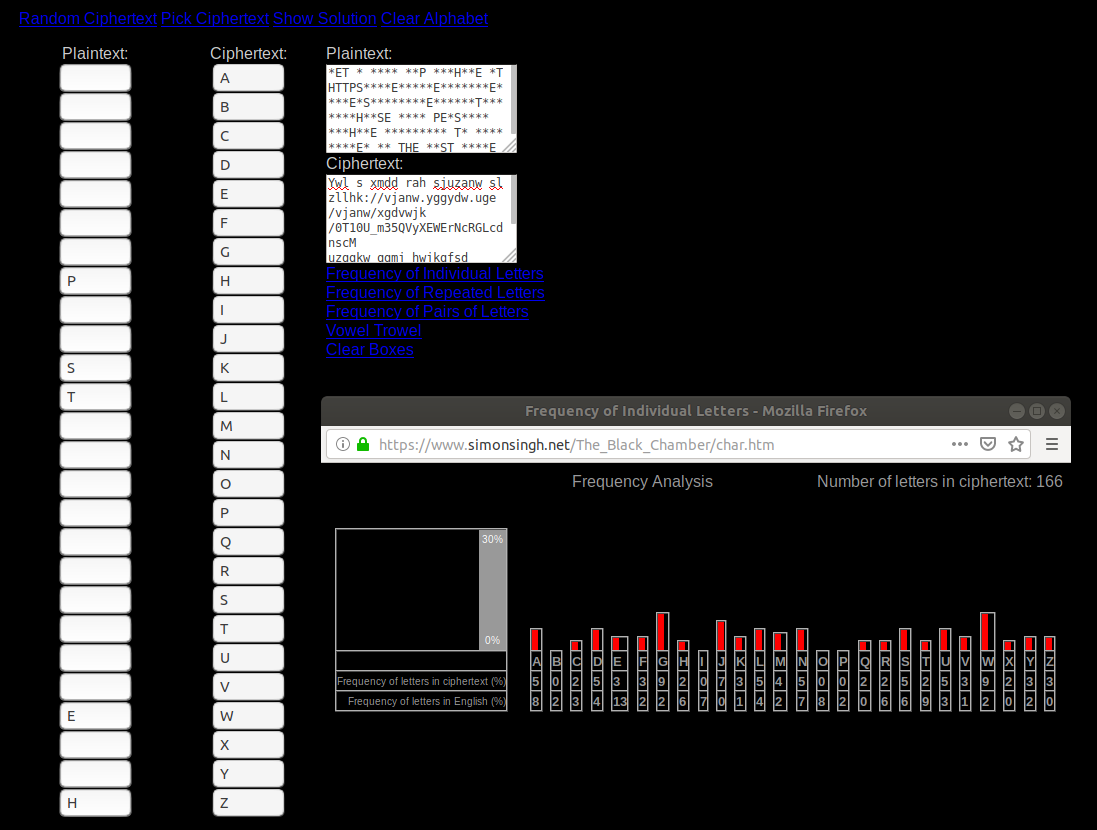 Random Ciphertext Pick Ciphertext Show Solution Clear Alphabet
Plaintext:
P
S
T
E
H
Ciphertext:
A
B
C
D
E
F
G
H
I
J
K
L
M
N
O
P
Q
R
S
T
U
V
W
X
Y
Z
Plaintext:
*ET * **** **P ***H**E *T
HTTPS****E*****E*******E*
***E*S********E******T***
****H**SE **** PE*S****
***H**E ********* T* ****
****E* ** THE **ST ****E
Ciphertext:
Ywl s xmdd rah sjuzanw sl
zllhk://vjanw.yggydw.uge
/vjanw/xgdvwjk
/0T10U_m35QVyXEWErNcRGLcd
nscM
uzggkw ggmj hwjkgfsd
Frequency of Individual Letters
Frequency of Repeated Letters
Frequency of Pairs of Letters
Vowel Trowel
Clear Boxes
Frequency of Individual Letters - Mozilla Firefox
https://www.simonsingh.net/The_Black_Chamber/char.htm
Frequency Analysis
Number of letters in ciphertext: 166
30%
0%
A B C D E F G H I J K L M N O P Q R S T U V W X Y Z
Frequency of letters in ciphertext (%) 5 0 2 5 3 3 9 2 0 7 3 5 4 5 0 0 2 2 5 2 5 3 9 2 3 3
Frequency of letters in English (%) 8 2 3 4 13 2 2 6 7 0 1 4 2 7 8 2 0 6 6 9 3 1 2 0 2 0